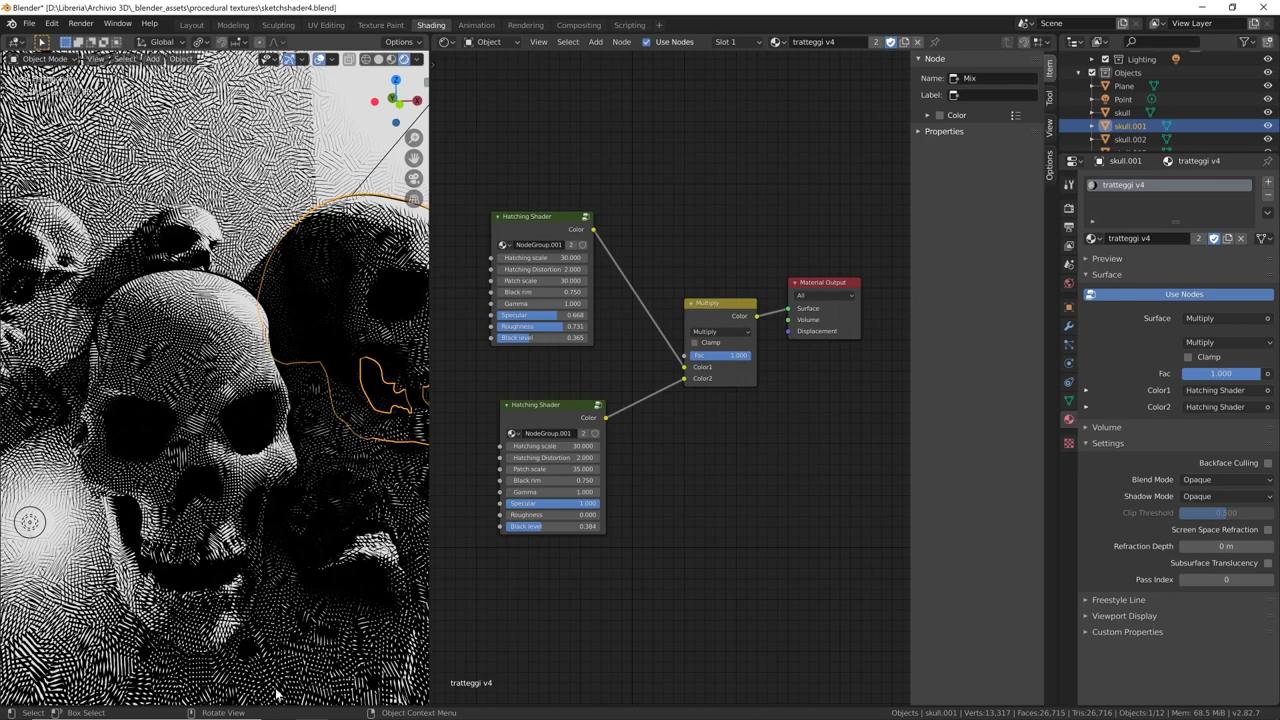 Blender* [D:\Libreria\Archivio 3D\_blender_assets\procedural textures\sketchshader4.blend]
File Edit Render Window Help Layout Modeling Sculpting UV Editing Texture Paint Shading Animation Rendering Compositing Scripting Scene View Layer
Global Options Object View Select Add Node Use Nodes Slot 1 tratteggi v4 2
Object Mode View Select Add Object
Node
Name: Mix
Label:
Color
Properties
Item
Tool
View
Options
Hatching Shader
Color
NodeGroup.001 2
Hatching scale 30.000
Hatching Distortion 2.000
Patch scale 30.000
Black rim 0.750
Gamma 1.000
Specular 0.668
Roughness 0.731
Black level 0.365
Hatching Shader
Color
NodeGroup.001 2
Hatching scale 30.000
Hatching Distortion 2.000
Patch scale 35.000
Black rim 0.750
Gamma 1.000
Specular 1.000
Roughness 0.000
Black level 0.384
Multiply
Color
Multiply
Clamp
Fac 1.000
Color1
Color2
Material Output
All
Surface
Volume
Displacement
tratteggi v4
Lighting
Objects
Plane
Point
skull
skull.001
skull.002
skull.001 tratteggi v4
tratteggi v4
tratteggi v4 2
Preview
Surface
Use Nodes
Surface Multiply
Multiply
Clamp
Fac 1.000
Color1 Hatching Shader
Color2 Hatching Shader
Volume
Settings
Backface Culling
Blend Mode Opaque
Shadow Mode Opaque
Clip Threshold 0.500
Screen Space Refraction
Refraction Depth 0 m
Subsurface Translucency
Pass Index 0
Freestyle Line
Viewport Display
Custom Properties
Select Box Select Rotate View Object Context Menu Objects | skull.001 | Verts:13,317 | Faces:26,715 | Tris:26,716 | Objects:1/12 | Mem: 68.5 MiB | v2.82.7